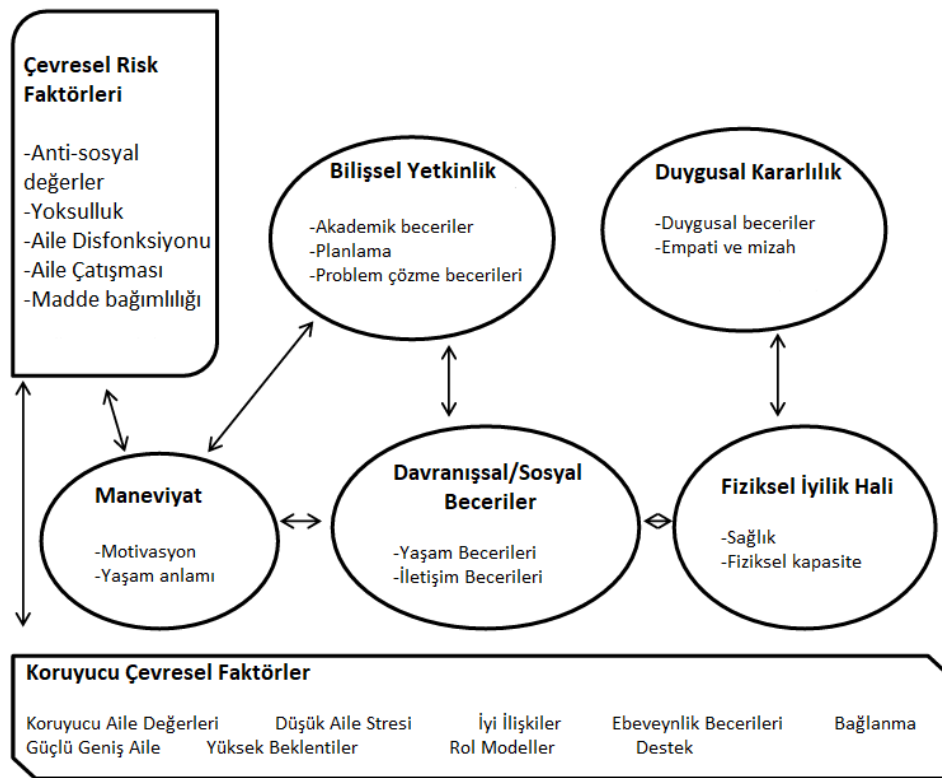 Çevresel Risk
Faktörleri
-Anti-sosyal
değerler
-Yoksulluk
-Aile Disfonksiyonu
-Aile Çatışması
-Madde bağımlılığı
Bilişsel Yetkinlik
-Akademik beceriler
-Planlama
-Problem çözme becerileri
Duygusal Kararlılık
-Duygusal beceriler
-Empati ve mizah
Maneviyat
-Motivasyon
-Yaşam anlamı
Davranışsal/Sosyal
Beceriler
-Yaşam Becerileri
-İletişim Becerileri
Fiziksel İyilik Hali
-Sağlık
-Fiziksel kapasite
Koruyucu Çevresel Faktörler
Koruyucu Aile Değerleri Düşük Aile Stresi İyi İlişkiler Ebeveynlik Becerileri Bağlanma
Güçlü Geniş Aile Yüksek Beklentiler Rol Modeller Destek